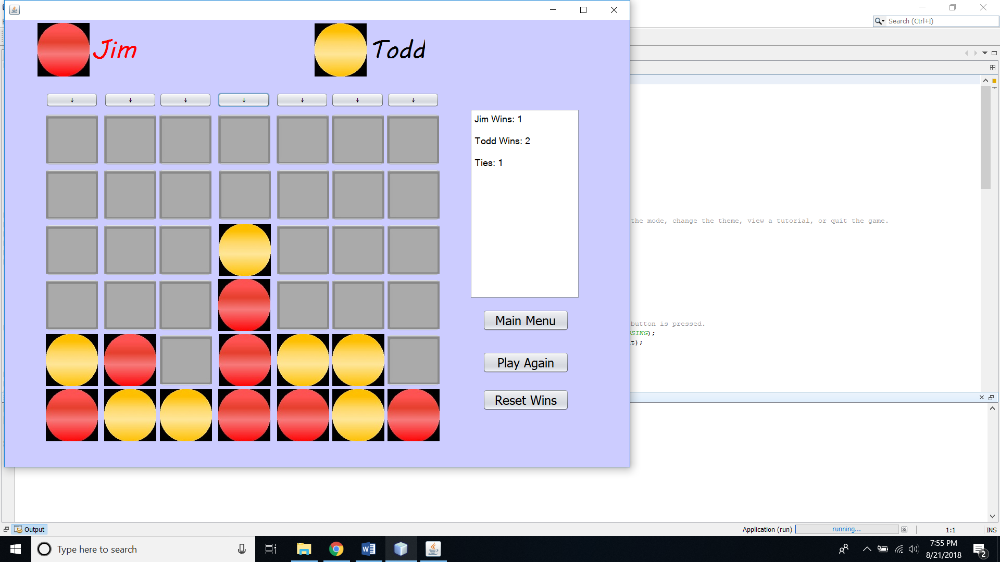 Search (Ctrl+I)
Jim
Todd
↓ ↓ ↓ ↓ ↓ ↓ ↓
Jim Wins: 1
Todd Wins: 2
Ties: 1
the mode, change the theme, view a tutorial, or quit the game.
Main Menu
button is pressed.
SING);
t);
Play Again
Reset Wins
Output
Application (run)
running...
1:1
INS
Type here to search
7:55 PM
8/21/2018
2